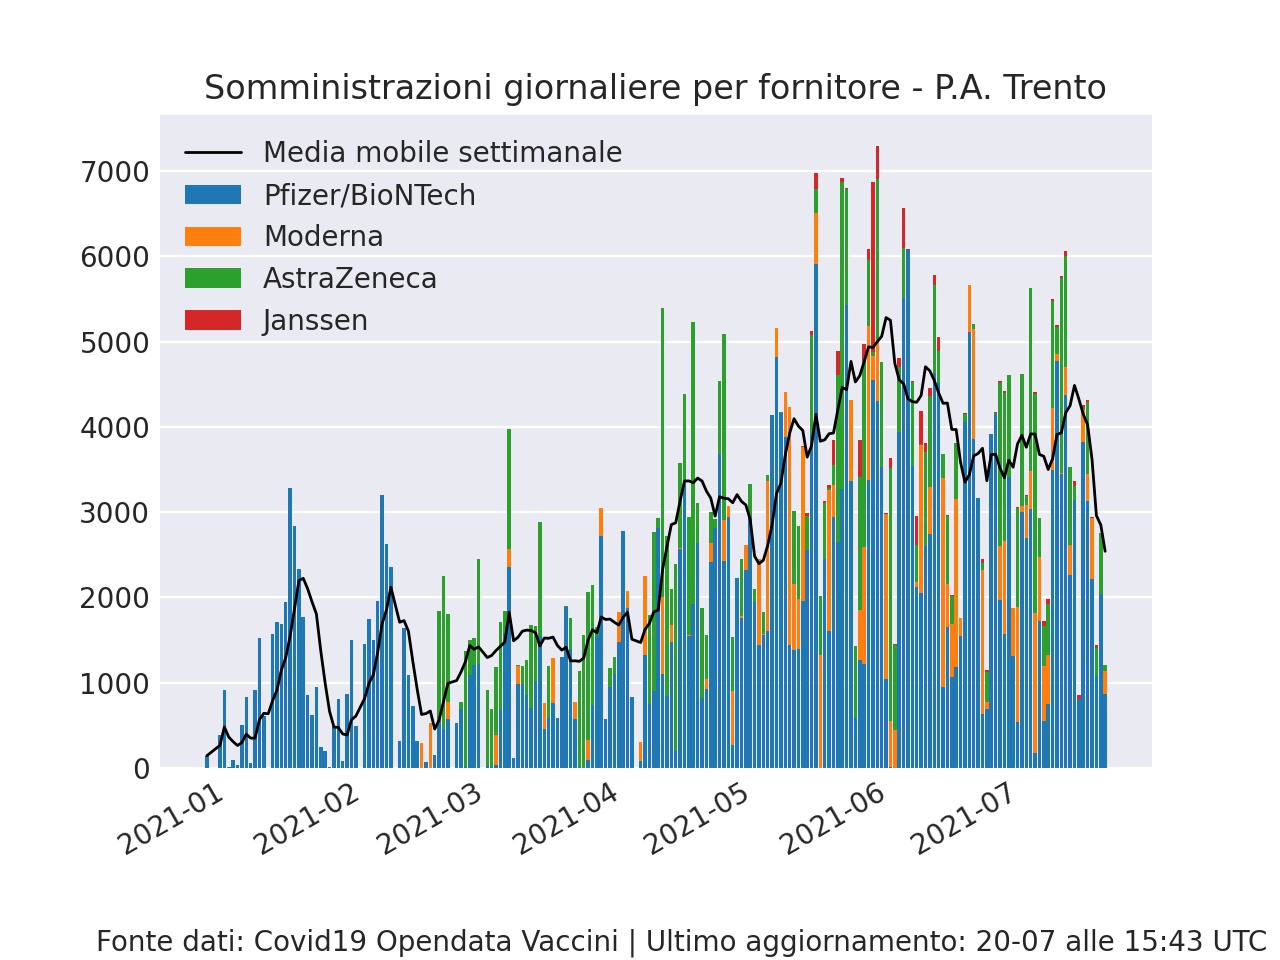 Somministrazioni giornaliere per fornitore - P.A. Trento
Media mobile settimanale
Pfizer/BioNTech
Moderna
AstraZeneca
Janssen
7000
6000
5000
4000
3000
2000
1000
0
2021-01
2021-02
2021-03
2021-04
2021-05
2021-06
2021-07
Fonte dati: Covid19 Opendata Vaccini | Ultimo aggiornamento: 20-07 alle 15:43 UTC